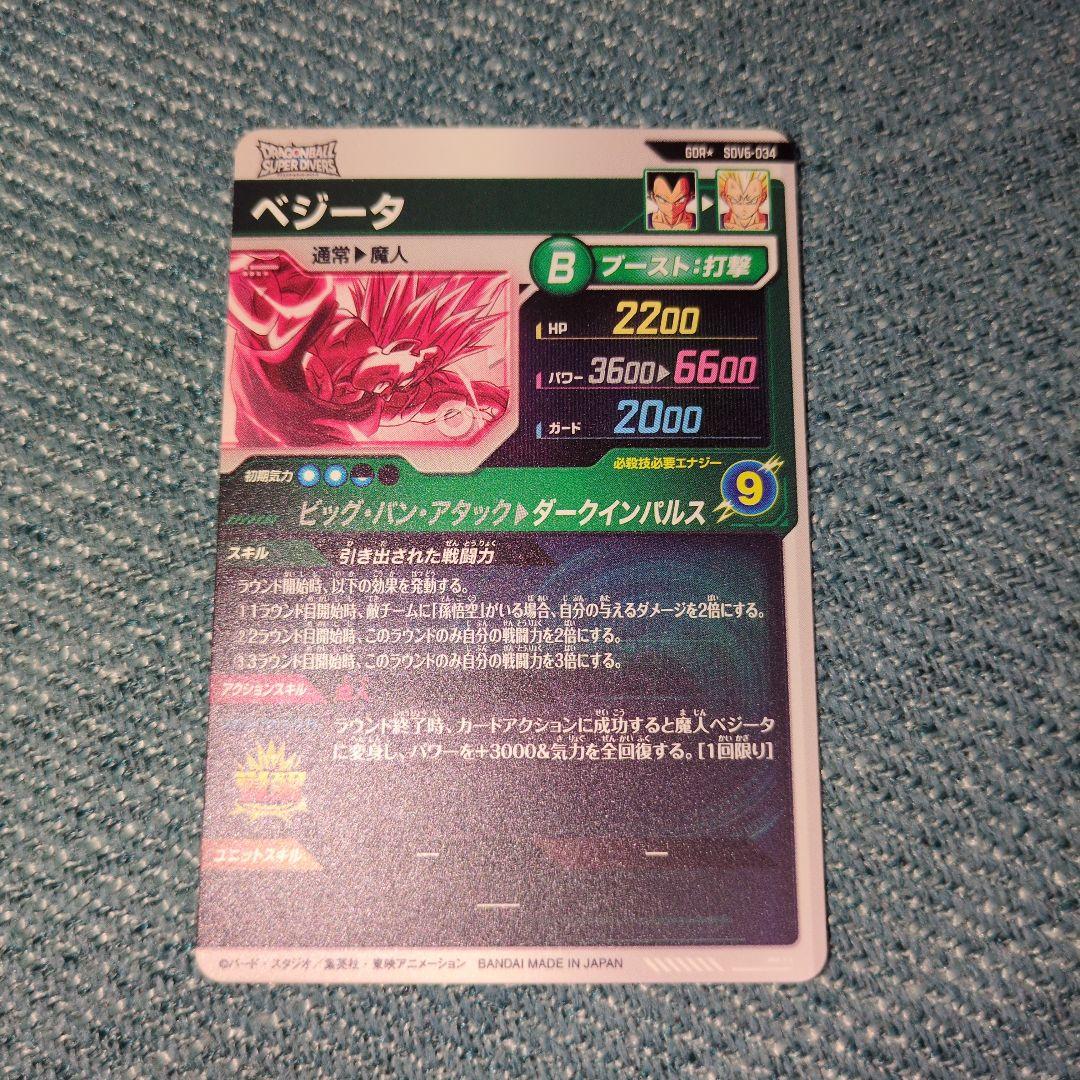 DRAGONBALL
SUPER DIVERS
GDR★ SDV6-034
ベジータ
通常▶魔人
B ブースト:打撃
HP 2200
パワー 3600▶6600
ガード 2000
初期気力
必殺技必要エナジー
9
ビッグ・バン・アタック▶ダークインパルス
スキル 引き出された戦闘力
ラウンド開始時、以下の効果を発動する。
1 1ラウンド目開始時、敵チームに「孫悟空」がいる場合、自分の与えるダメージを2倍にする。
2 2ラウンド目開始時、このラウンドのみ自分の戦闘力を2倍にする。
3 3ラウンド目開始時、このラウンドのみ自分の戦闘力を3倍にする。
アクションスキル
ラウンド終了時、カードアクションに成功すると魔人ベジータ
に変身し、パワーを+3000&気力を全回復する。[1回限り]
ユニットスキル ― ―
―
©バード・スタジオ/集英社・東映アニメーション BANDAI MADE IN JAPAN